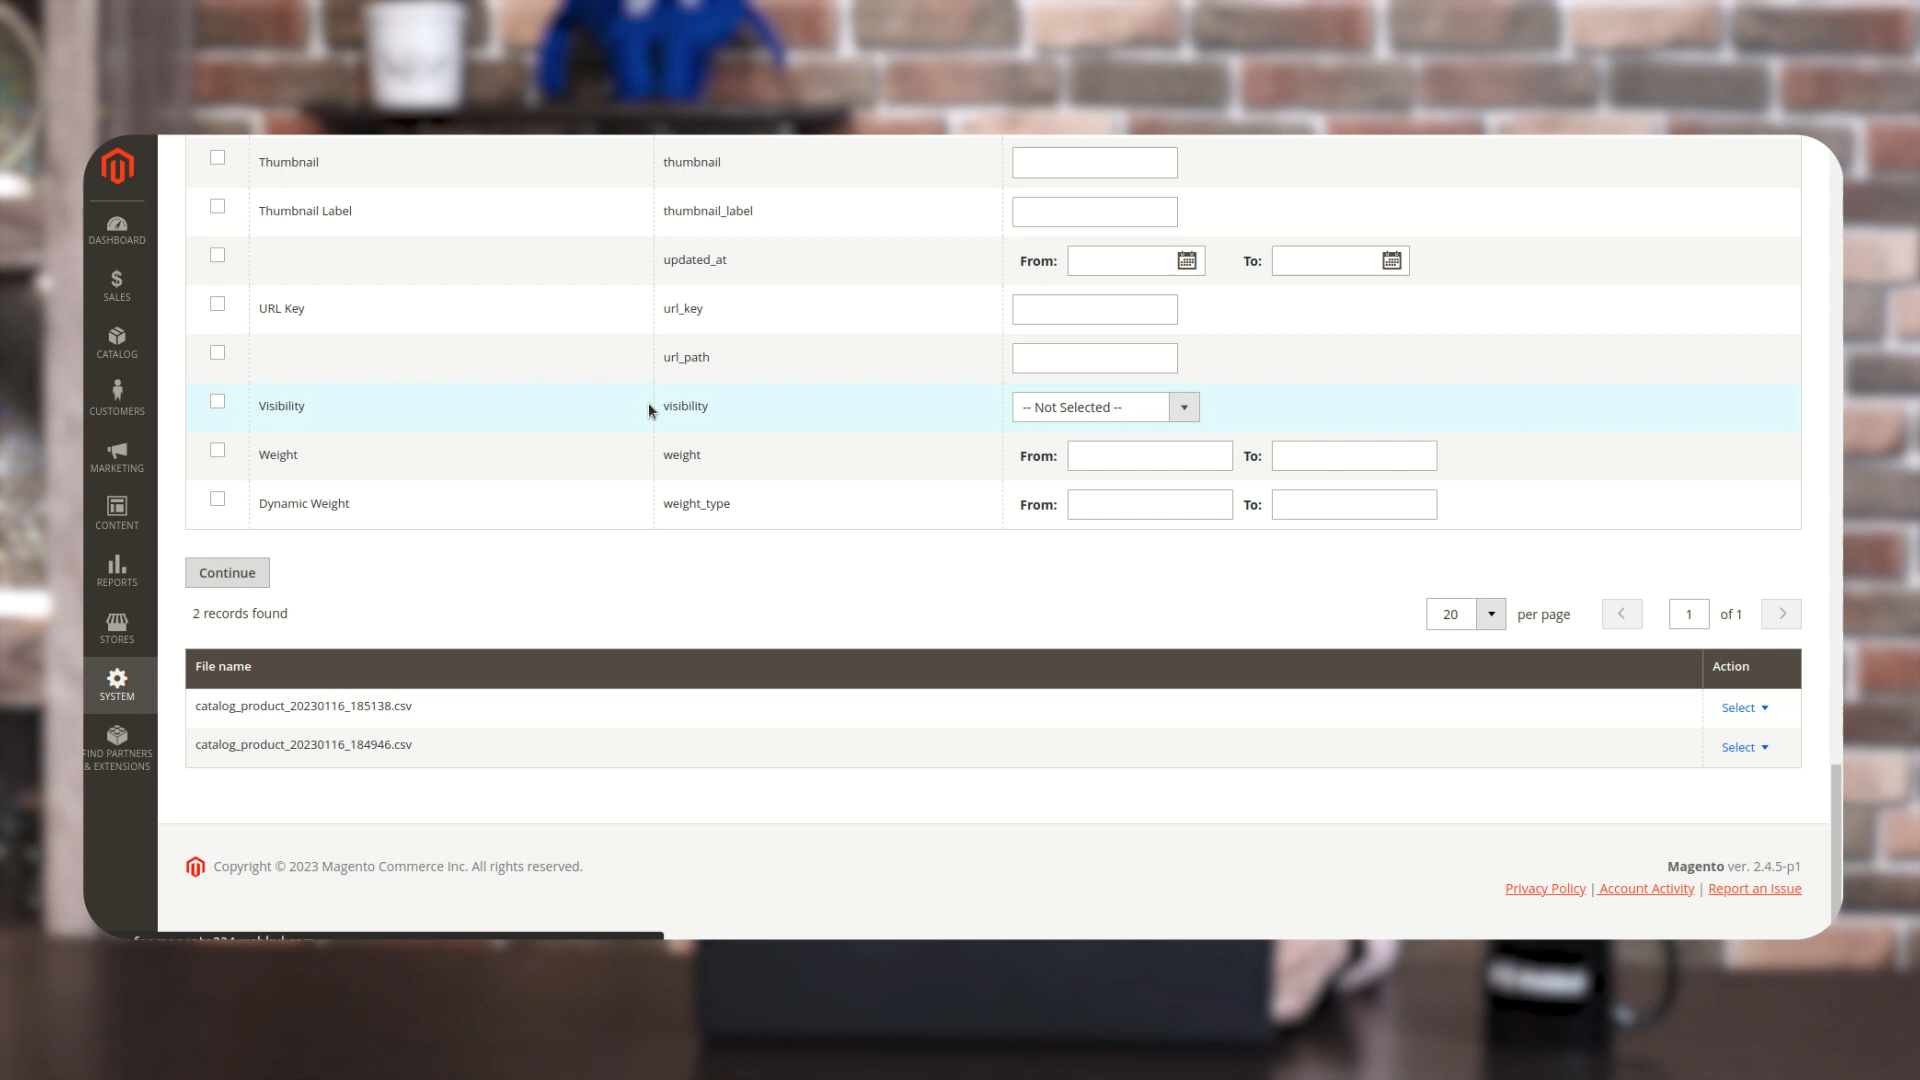 Thumbnail thumbnail
Thumbnail Label thumbnail_label
updated_at From: To:
URL Key url_key
url_path
Visibility visibility -- Not Selected --
Weight weight From: To:
Dynamic Weight weight_type From: To:
Continue
2 records found 20 per page 1 of 1
File name Action
catalog_product_20230116_185138.csv Select
catalog_product_20230116_184946.csv Select
DASHBOARD
SALES
CATALOG
CUSTOMERS
MARKETING
CONTENT
REPORTS
STORES
SYSTEM
FIND PARTNERS
& EXTENSIONS
Copyright © 2023 Magento Commerce Inc. All rights reserved. Magento ver. 2.4.5-p1
Privacy Policy | Account Activity | Report an Issue